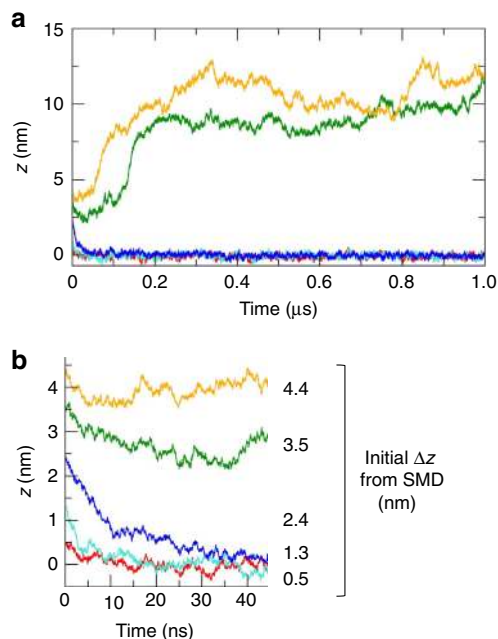 a
15
10
5
0
z (nm)
0 0.2 0.4 0.6 0.8 1.0
Time (μs)
b
4
3
2
1
0
z (nm)
0 10 20 30 40
Time (ns)
4.4
3.5
2.4
1.3
0.5
Initial Δz
from SMD
(nm)